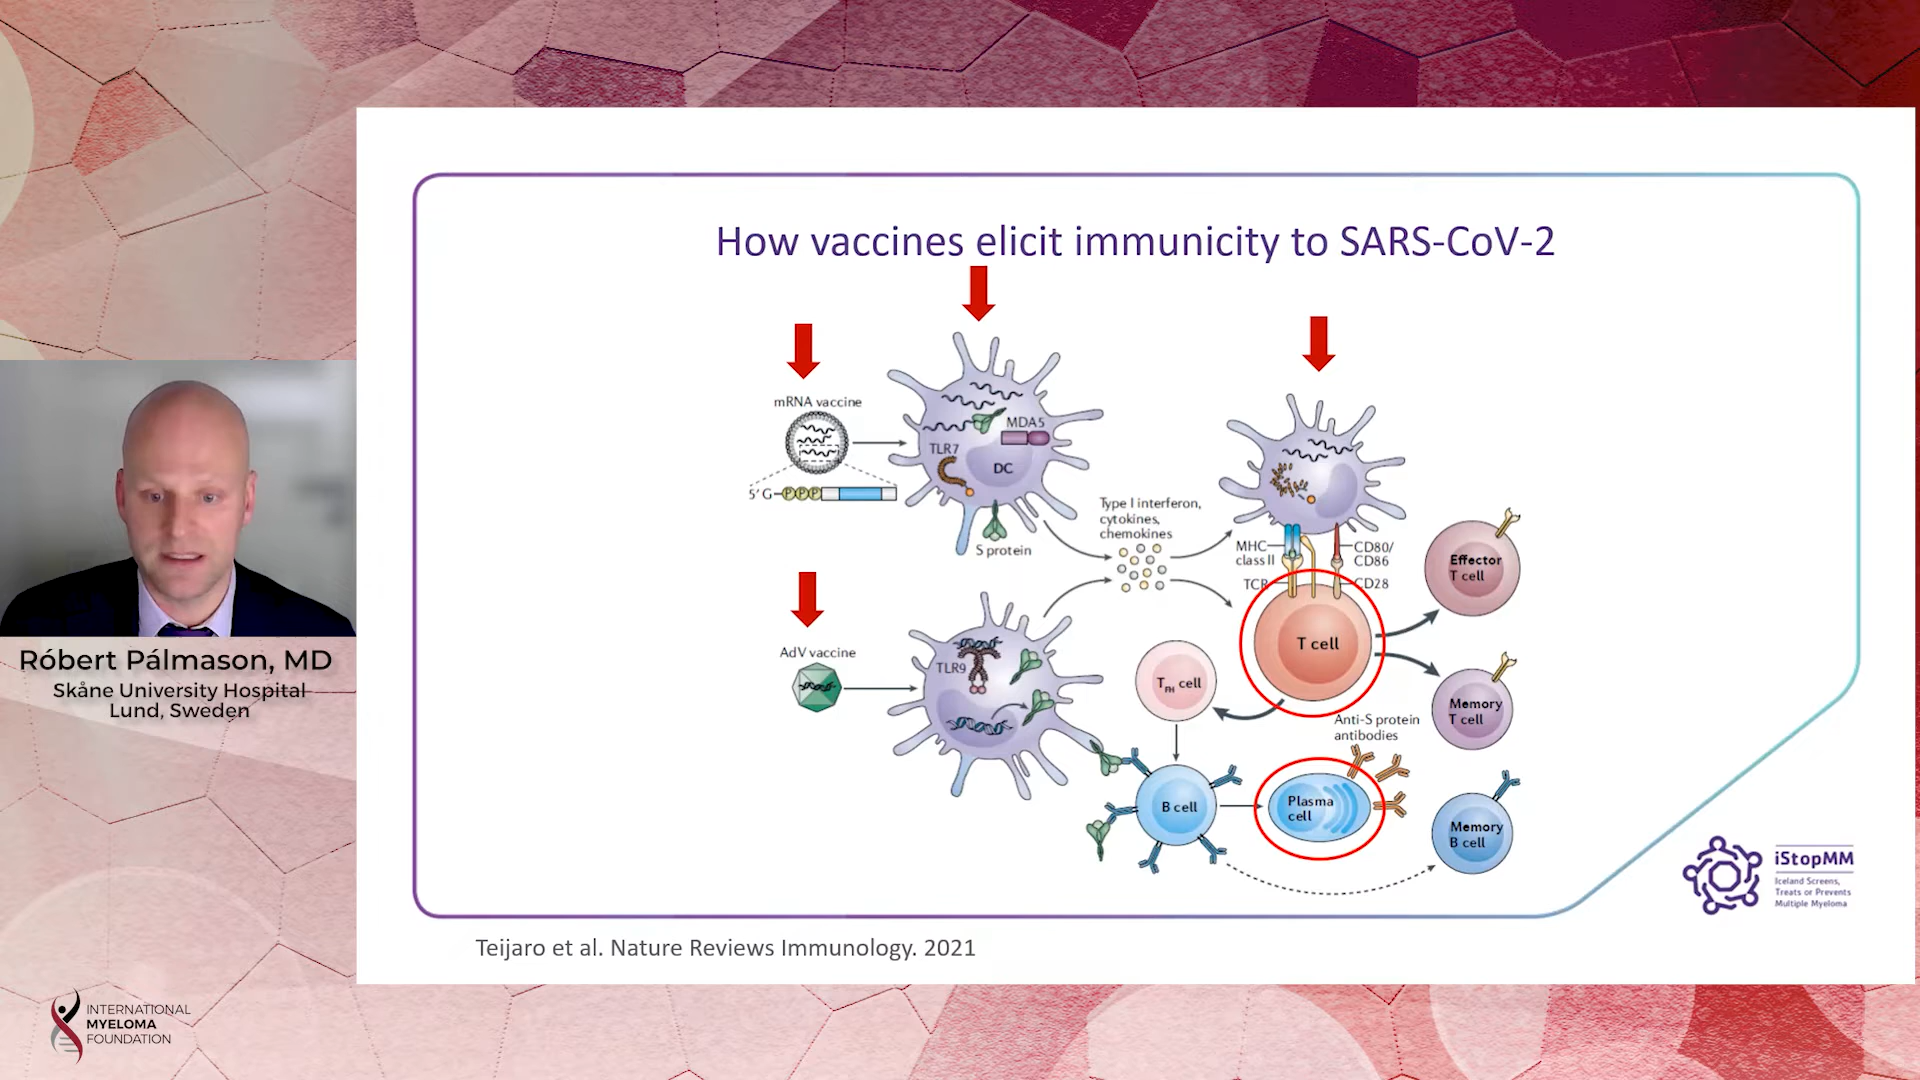 How vaccines elicit immunicity to SARS-CoV-2
mRNA vaccine
5' G
P P P
TLR7
MDA5
DC
S protein
Type I interferon,
cytokines,
chemokines
MHC
class II
TCR
CD80/
CD86
CD28
T cell
Effector
T cell
Memory
T cell
AdV vaccine
TLR9
TFH cell
Anti-S protein
antibodies
B cell
Plasma
cell
Memory
B cell
iStopMM
Iceland Screens,
Treats or Prevents
Multiple Myeloma
Teijaro et al. Nature Reviews Immunology. 2021
Róbert Pálmason, MD
Skåne University Hospital
Lund, Sweden
INTERNATIONAL
MYELOMA
FOUNDATION